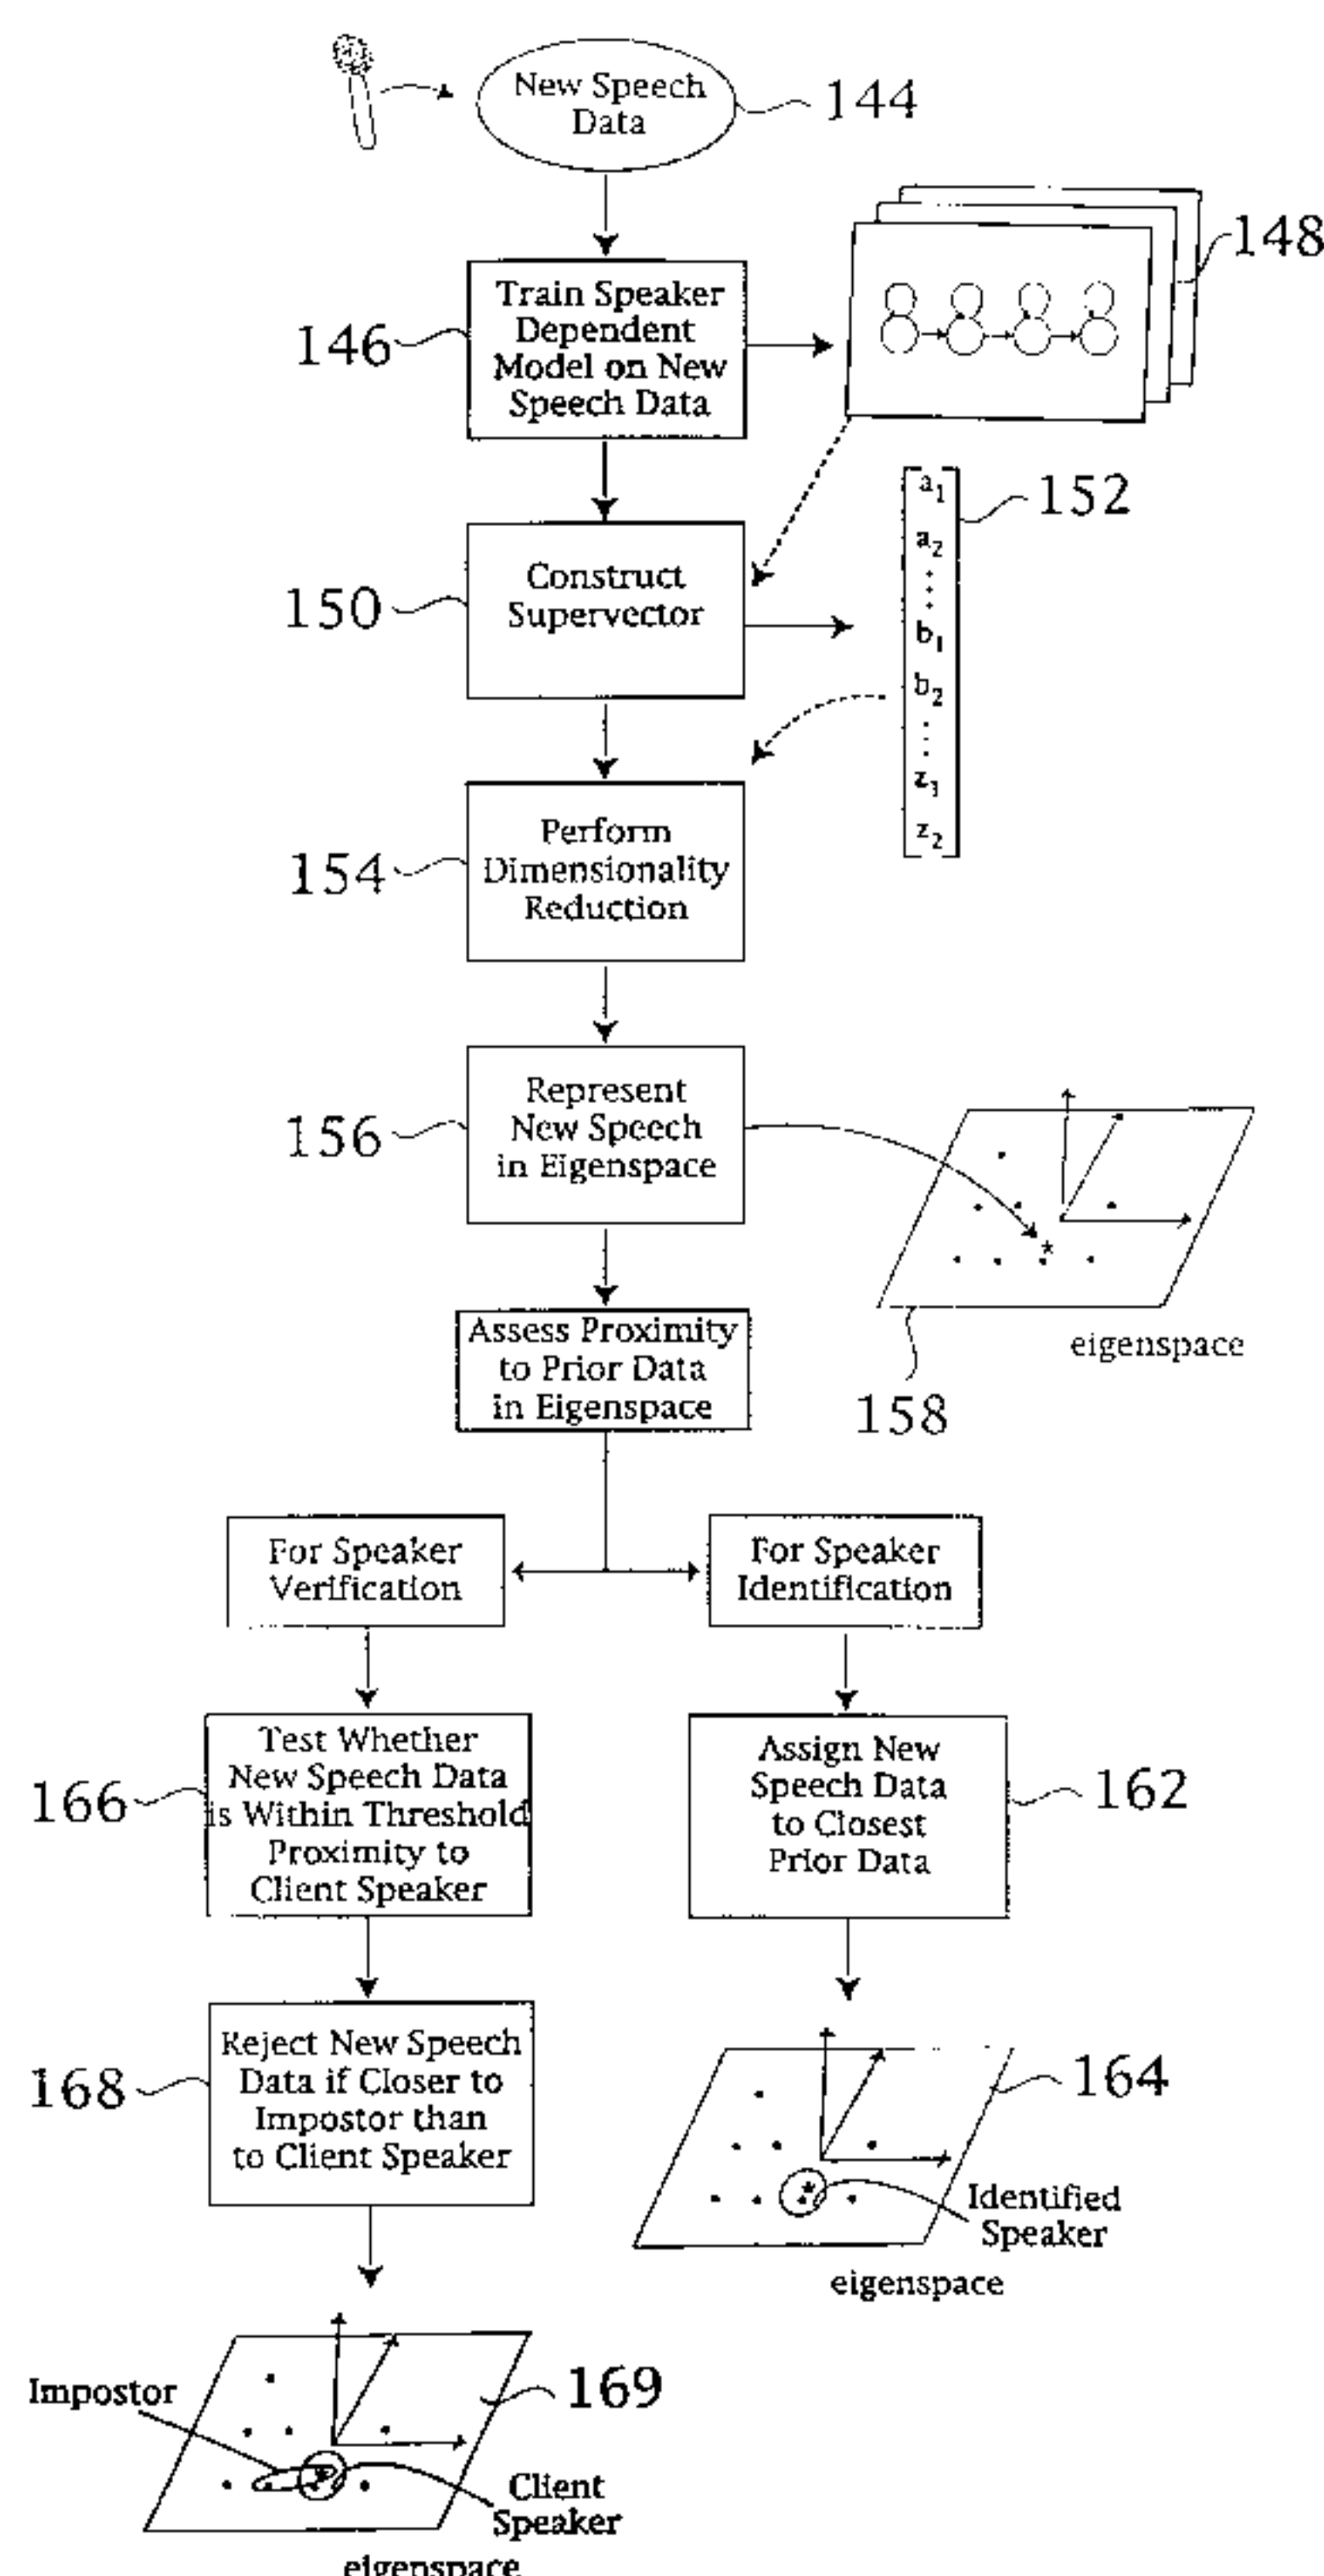 New Speech
Data
144
Train Speaker
Dependent
Model on New
Speech Data
146
148
a1
a2
b1
b2
z1
z2
152
Construct
Supervector
150
Perform
Dimensionality
Reduction
154
Represent
New Speech
in Eigenspace
156
eigenspace
158
Assess Proximity
to Prior Data
in Eigenspace
For Speaker
Verification
For Speaker
Identification
Test Whether
New Speech Data
is Within Threshold
Proximity to
Client Speaker
166
Assign New
Speech Data
to Closest
Prior Data
162
Reject New Speech
Data if Closer to
Impostor than
to Client Speaker
168
164
Identified
Speaker
eigenspace
Impostor
169
Client
Speaker
eigenspace